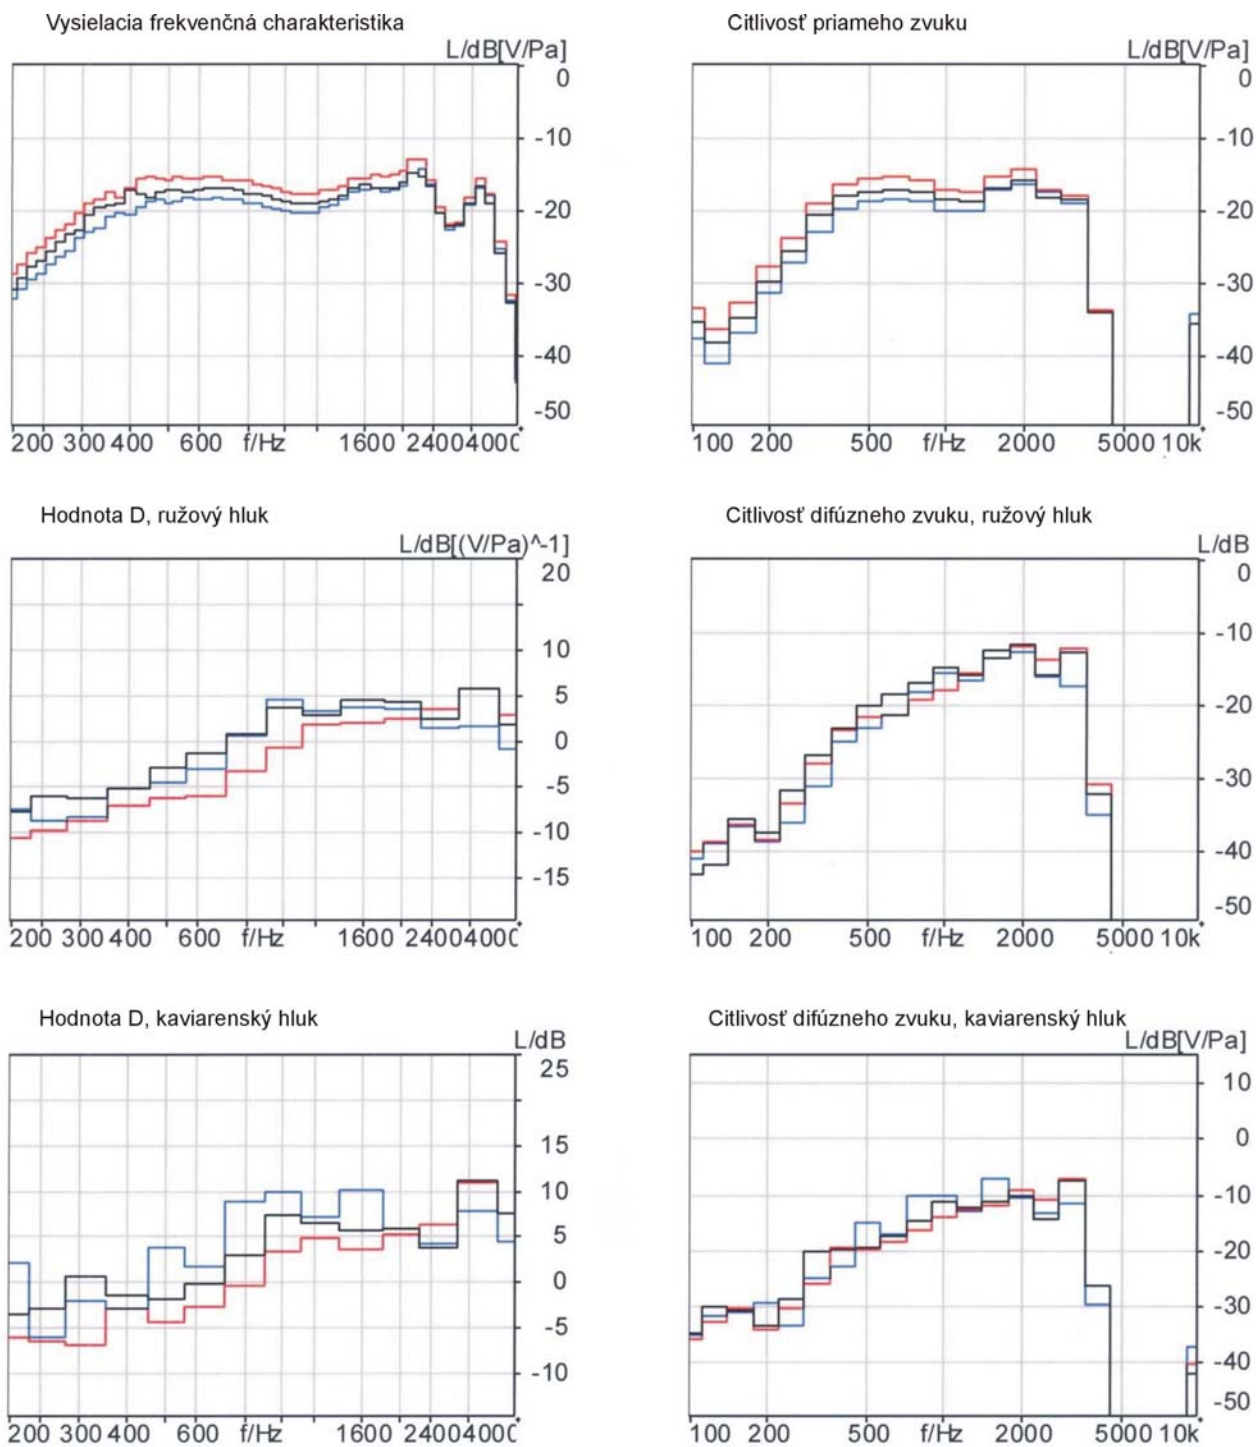 Vysielacia frekvenčná charakteristika
L/dB[V/Pa]
0
-10
-20
-30
-40
-50
200 300 400 600 f/Hz 1600 2400 4000
Citlivosť priameho zvuku
L/dB[V/Pa]
0
-10
-20
-30
-40
-50
100 200 500 f/Hz 2000 5000 10k
Hodnota D, ružový hluk
L/dB[(V/Pa)^-1]
20
10
5
0
-5
-10
-15
200 300 400 600 f/Hz 1600 2400 4000
Citlivosť difúzneho zvuku, ružový hluk
L/dB
0
-10
-20
-30
-40
-50
100 200 500 f/Hz 2000 5000 10k
Hodnota D, kaviarenský hluk
L/dB
25
15
10
5
0
-5
-10
200 300 400 600 f/Hz 1600 2400 4000
Citlivosť difúzneho zvuku, kaviarenský hluk
L/dB[V/Pa]
10
0
-10
-20
-30
-40
-50
100 200 500 f/Hz 2000 5000 10k